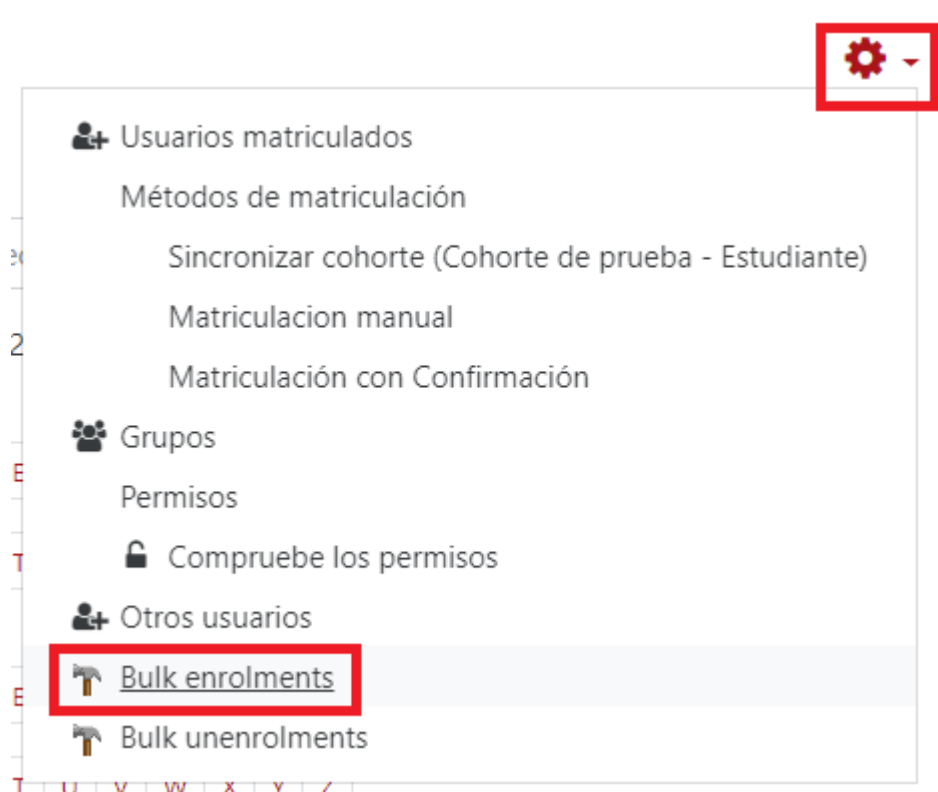 Usuarios matriculados
Métodos de matriculación
Sincronizar cohorte (Cohorte de prueba - Estudiante)
Matriculacion manual
2
Matriculación con Confirmación
Grupos
E
Permisos
T
Compruebe los permisos
Otros usuarios
Bulk enrolments
E
Bulk unenrolments
T U V W X Y Z